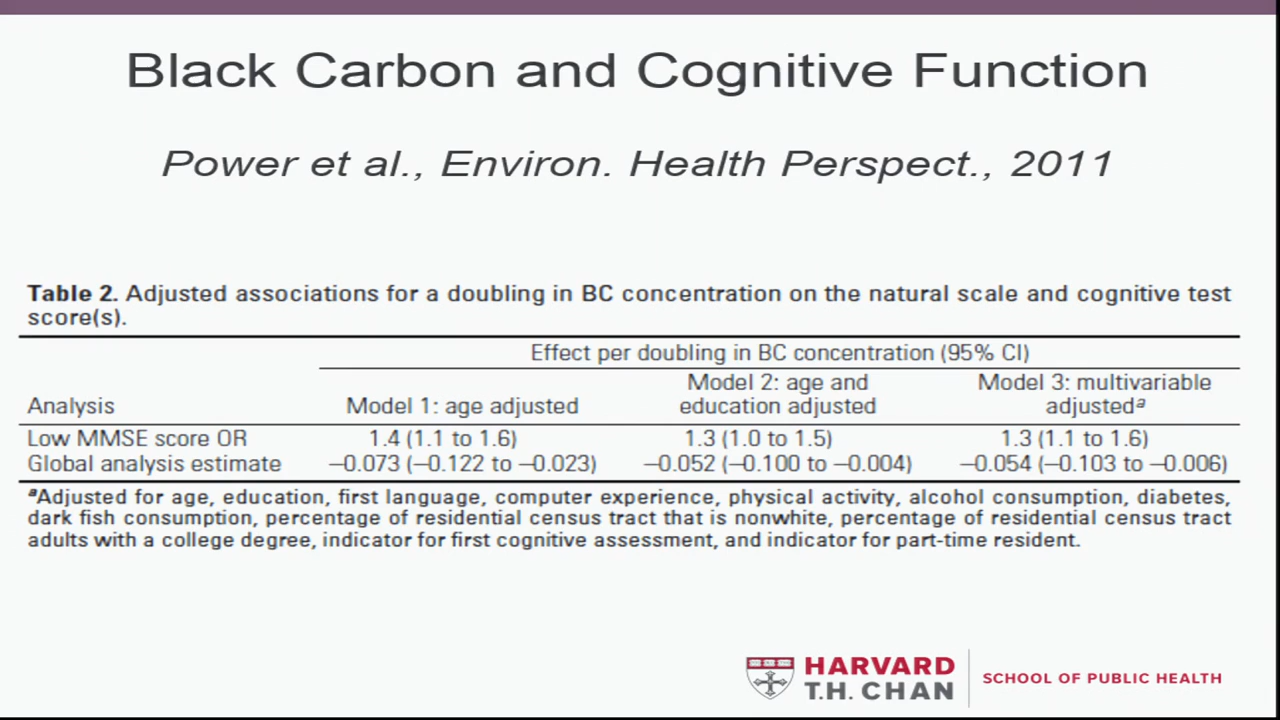 Black Carbon and Cognitive Function
Power et al., Environ. Health Perspect., 2011
Table 2. Adjusted associations for a doubling in BC concentration on the natural scale and cognitive test
score(s).
Effect per doubling in BC concentration (95% CI)
Analysis
Model 1: age adjusted
Model 2: age and
education adjusted
Model 3: multivariable
adjustedᵃ
Low MMSE score OR 1.4 (1.1 to 1.6) 1.3 (1.0 to 1.5) 1.3 (1.1 to 1.6)
Global analysis estimate –0.073 (–0.122 to –0.023) –0.052 (–0.100 to –0.004) –0.054 (–0.103 to –0.006)
ᵃAdjusted for age, education, first language, computer experience, physical activity, alcohol consumption, diabetes,
dark fish consumption, percentage of residential census tract that is nonwhite, percentage of residential census tract
adults with a college degree, indicator for first cognitive assessment, and indicator for part-time resident.
HARVARD
T.H. CHAN
SCHOOL OF PUBLIC HEALTH